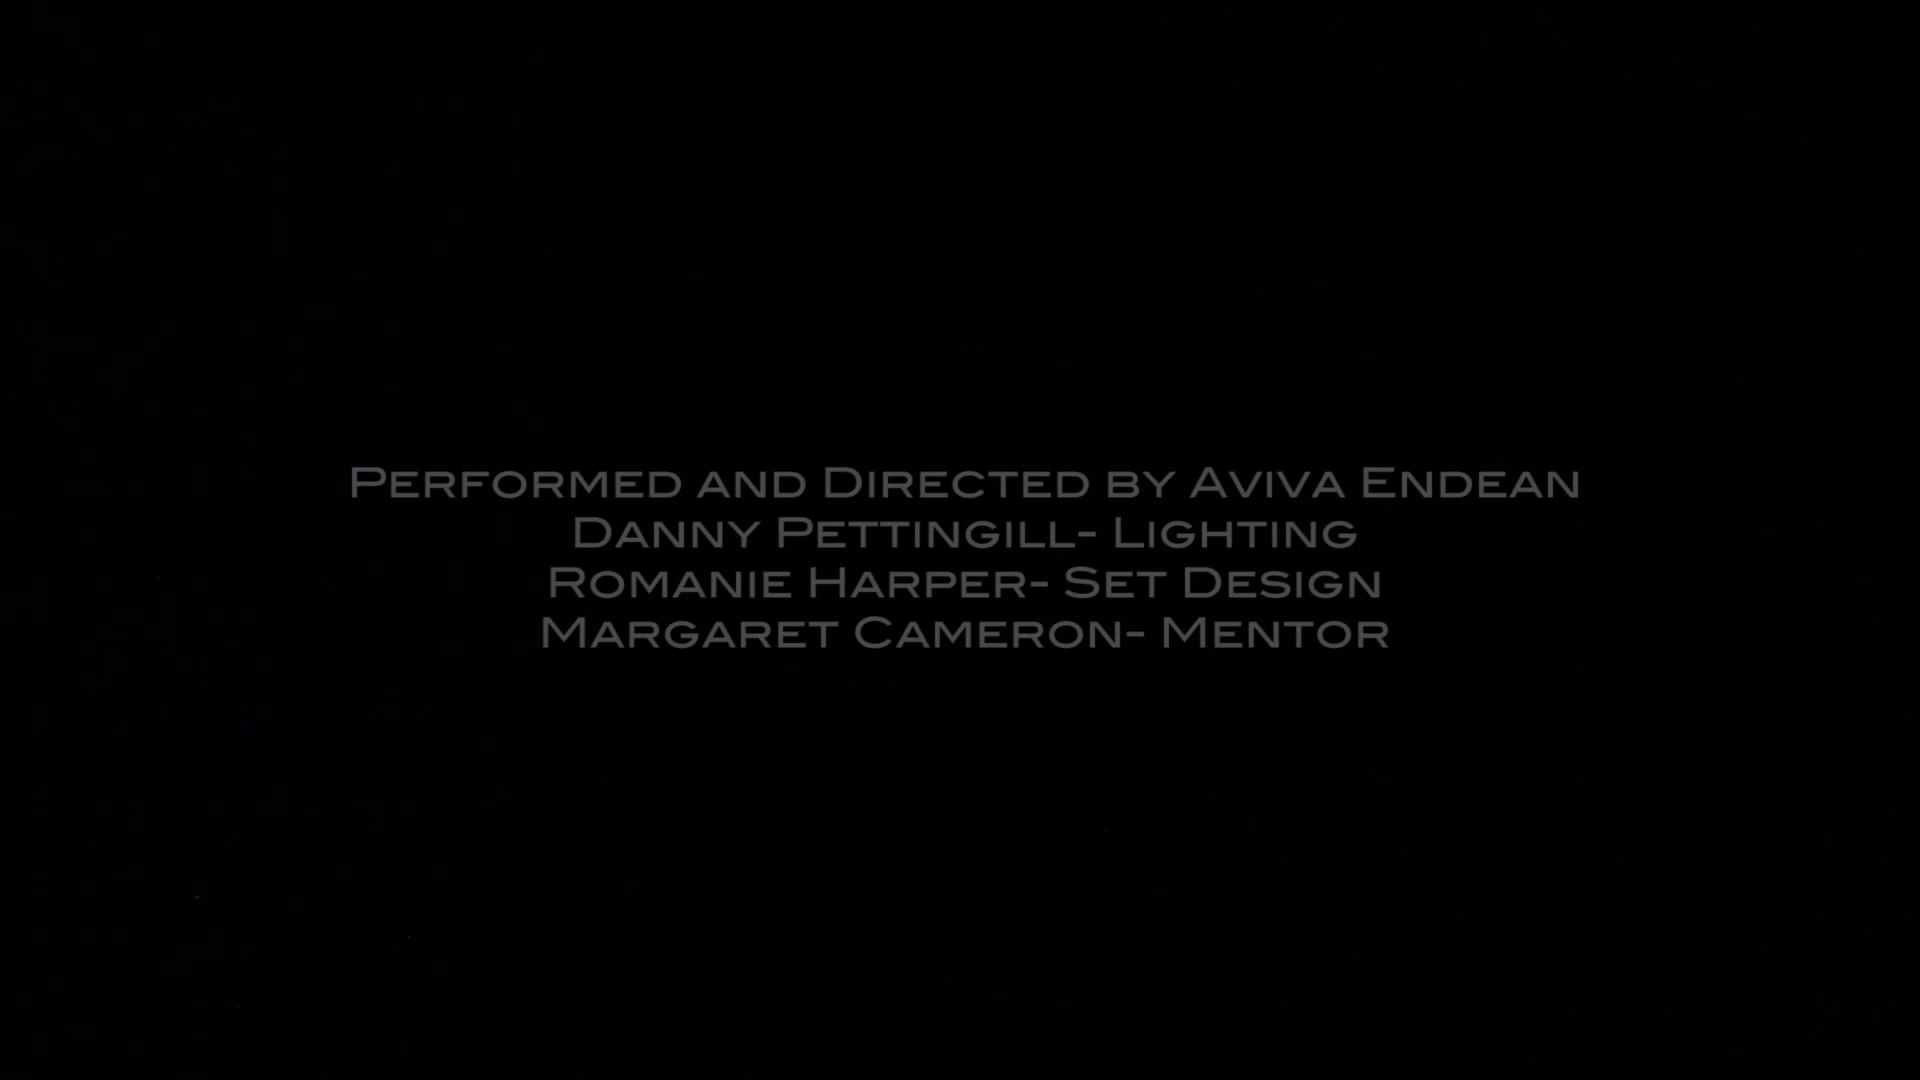 Performed and Directed by Aviva Endean
Danny Pettingill- Lighting
Romanie Harper- Set Design
Margaret Cameron- Mentor